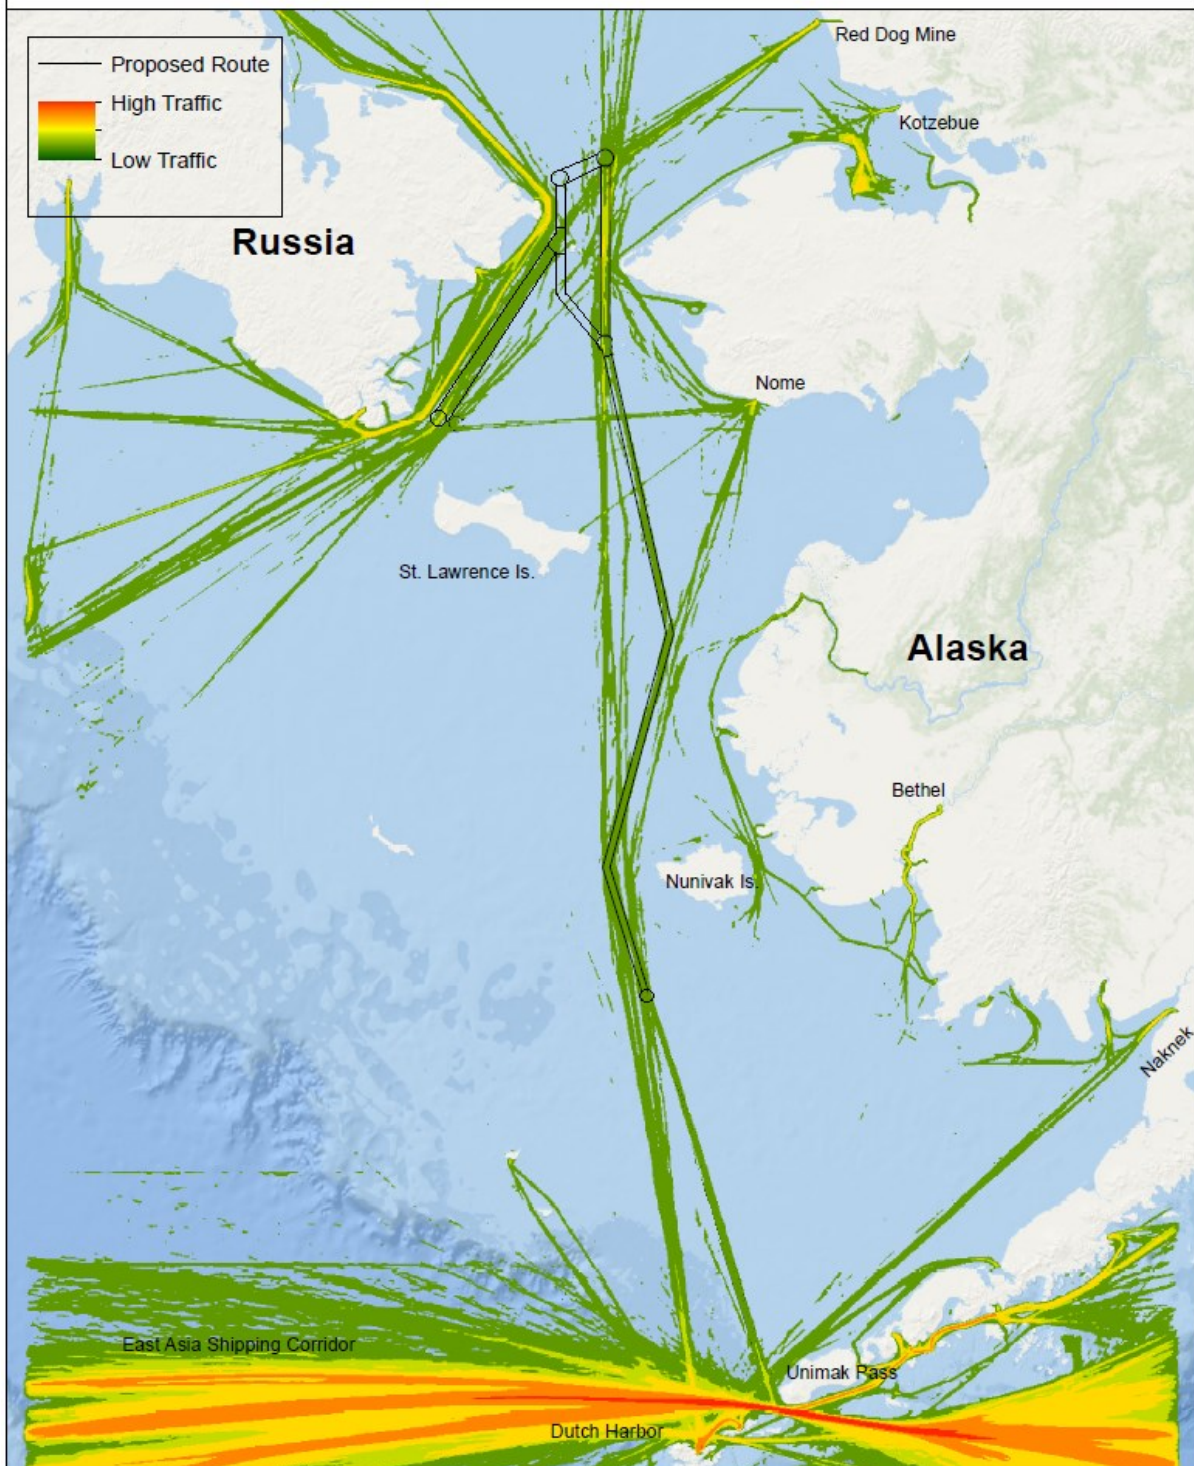 Red Dog Mine
Proposed Route
High Traffic
Low Traffic
Kotzebue
Russia
Nome
St. Lawrence Is.
Alaska
Bethel
Nunivak Is.
Naknek
East Asia Shipping Corridor
Unimak Pass
Dutch Harbor